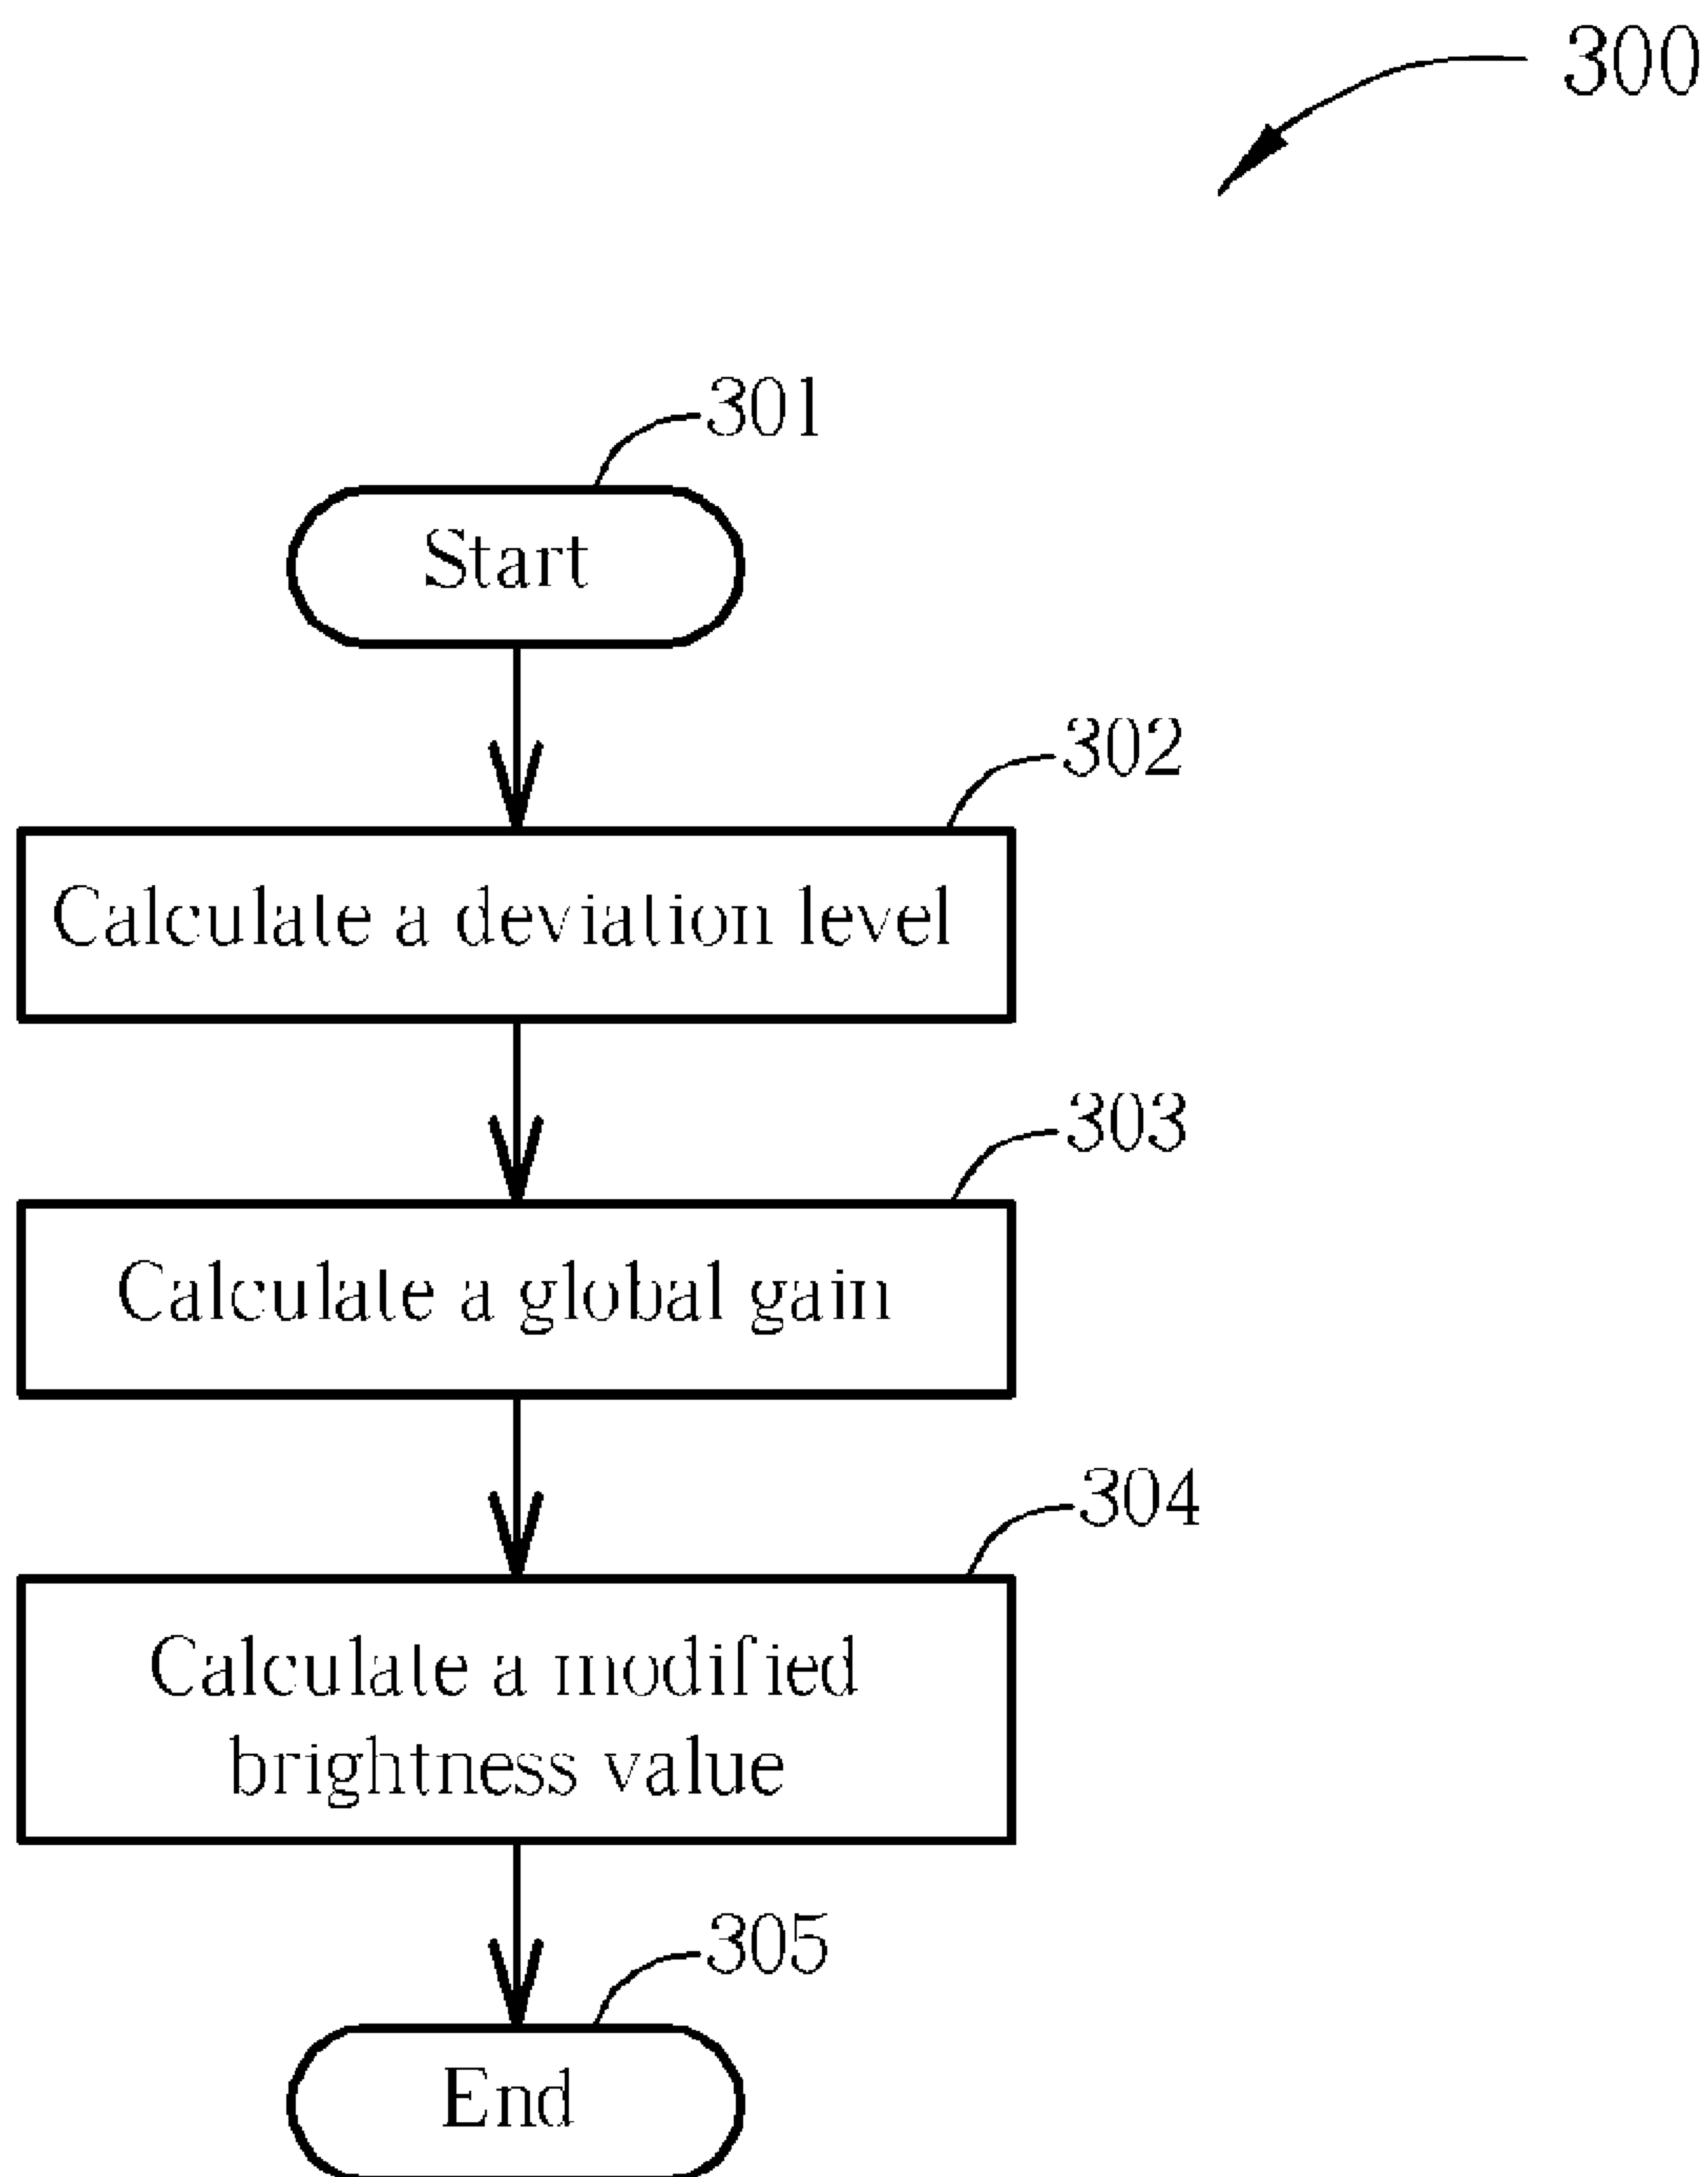 300
301
Start
302
Calculate a deviation level
303
Calculate a global gain
304
Calculate a modified
brightness value
305
End